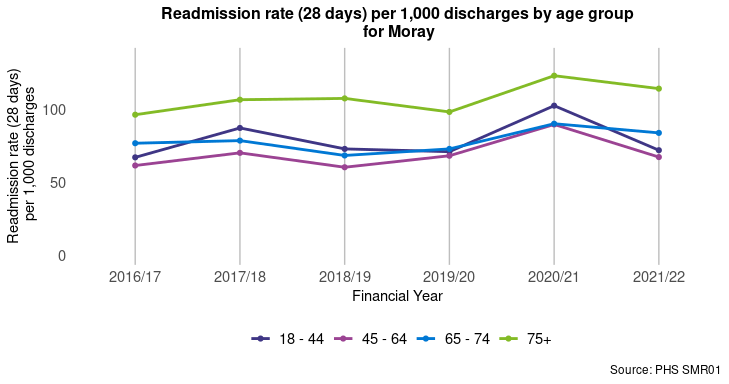 Readmission rate (28 days) per 1,000 discharges by age group
for Moray
Readmission rate (28 days)
per 1,000 discharges
100
50
0
2016/17 2017/18 2018/19 2019/20 2020/21 2021/22
Financial Year
18 - 44 45 - 64 65 - 74 75+
Source: PHS SMR01